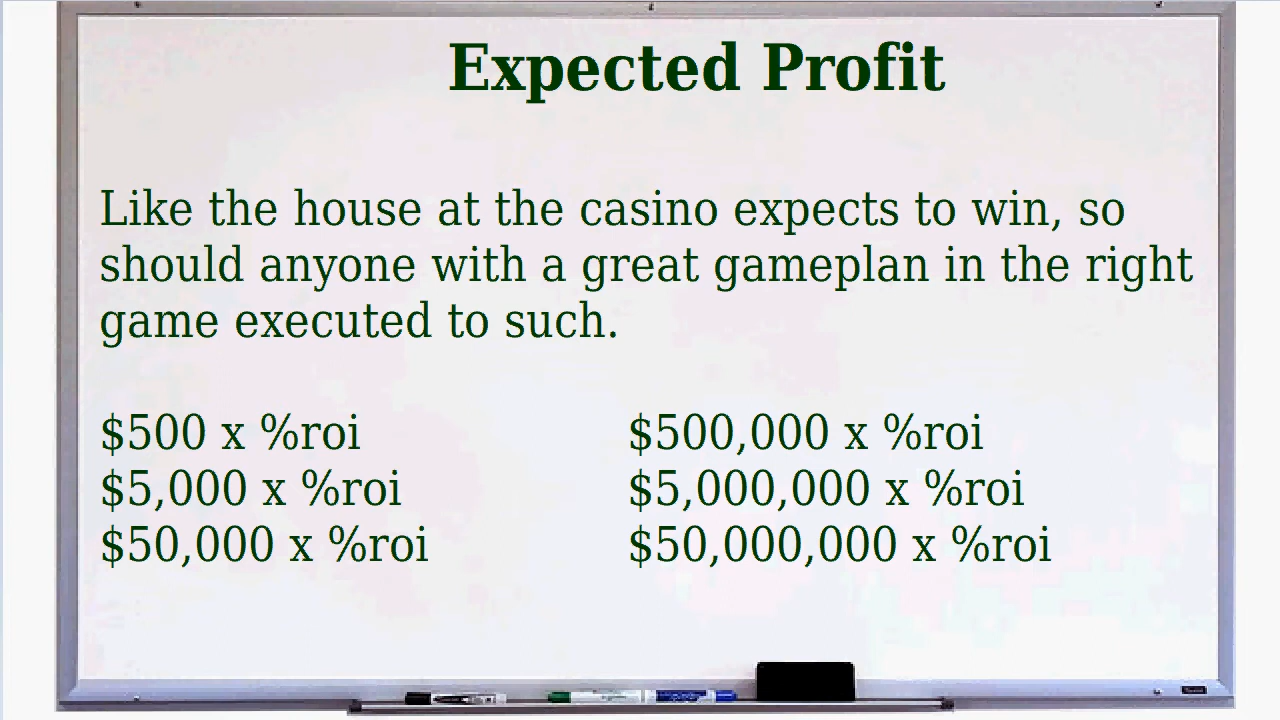 Expected Profit
Like the house at the casino expects to win, so
should anyone with a great gameplan in the right
game executed to such.
$500 x %roi
$5,000 x %roi
$50,000 x %roi
$500,000 x %roi
$5,000,000 x %roi
$50,000,000 x %roi